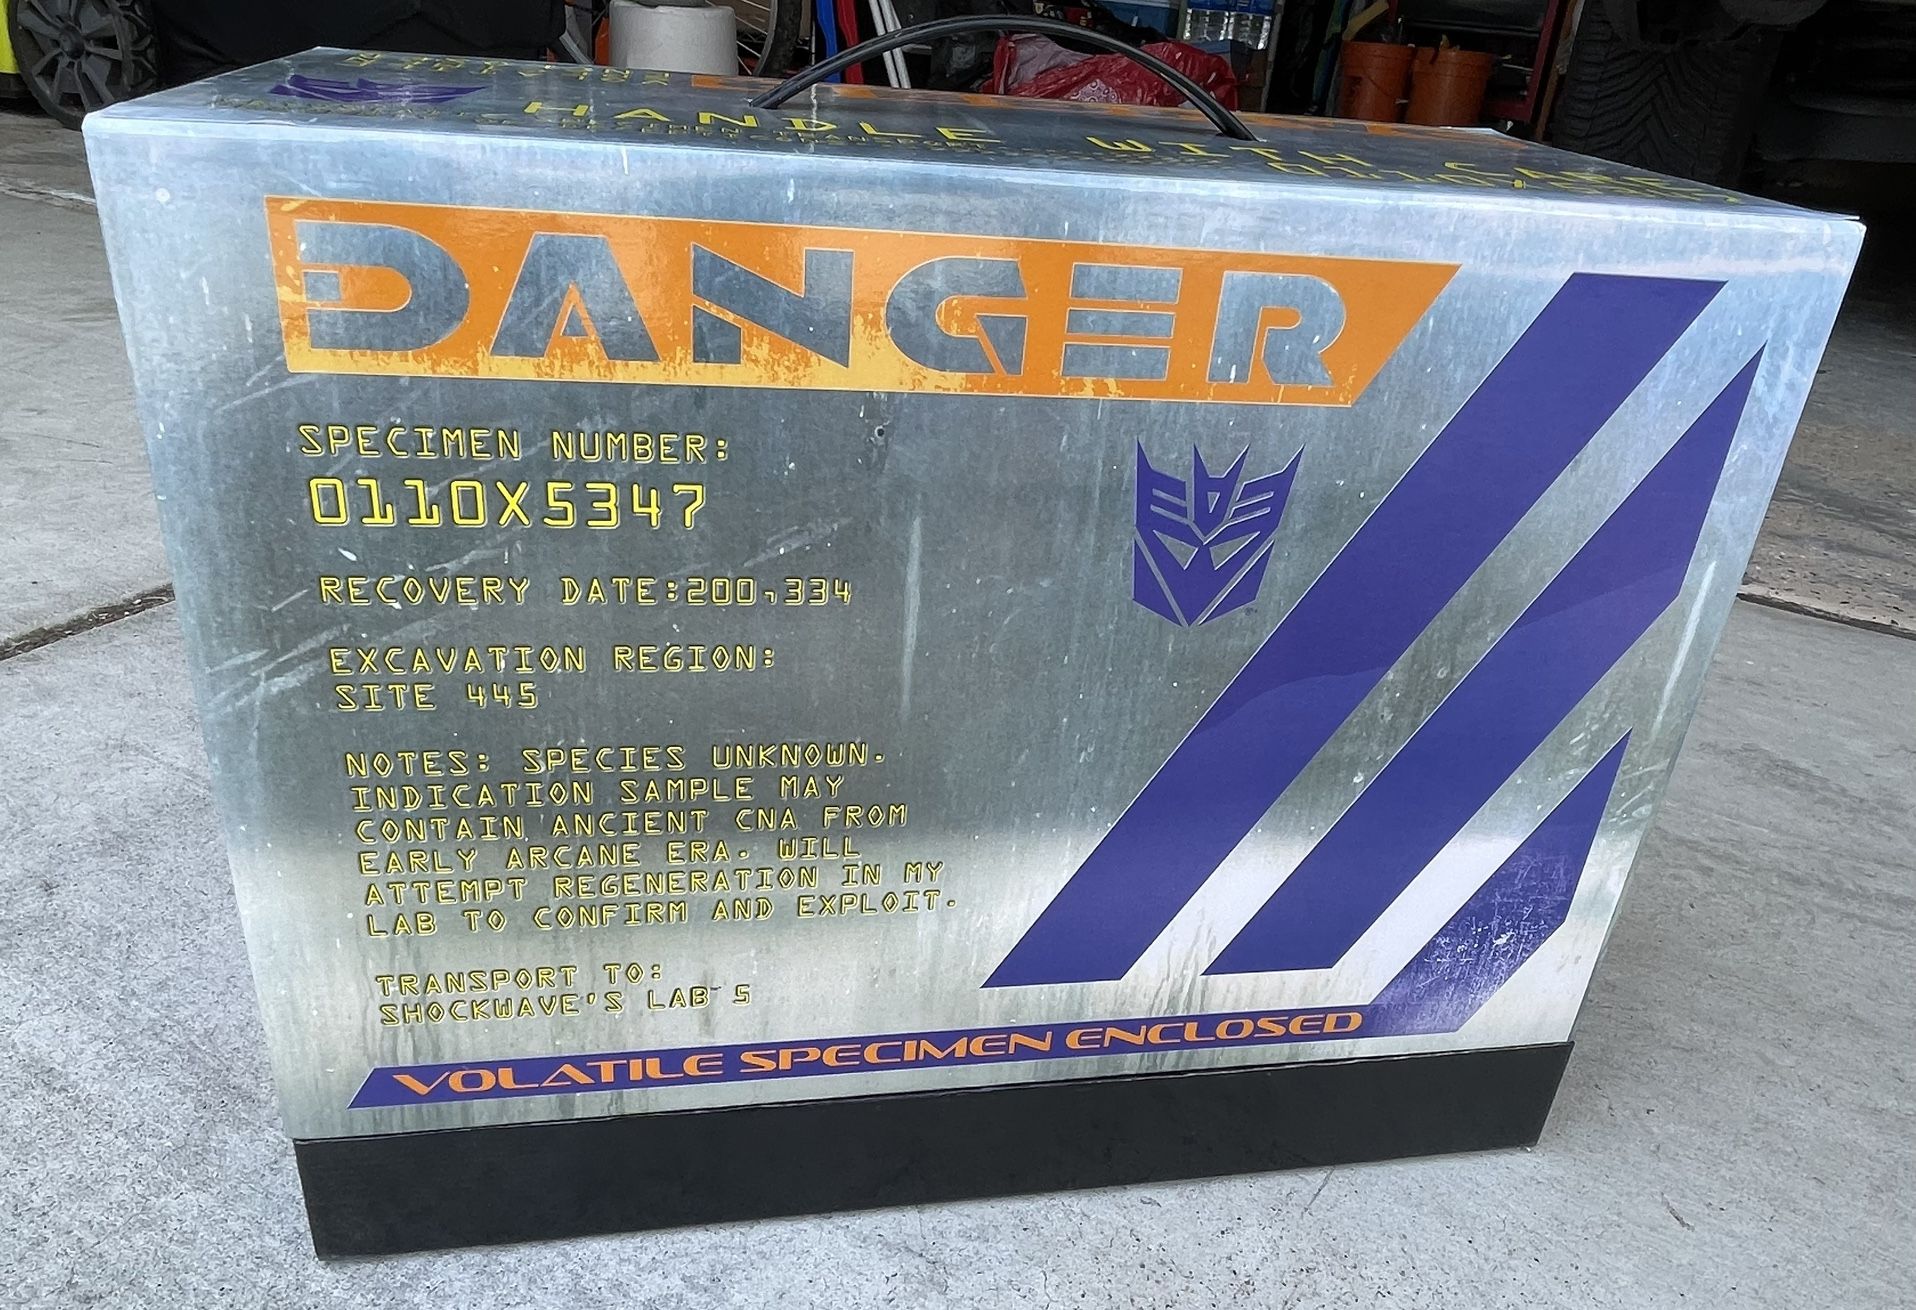 HANDLE WITH CARE
DANGER
SPECIMEN NUMBER:
0110X5347
RECOVERY DATE:200,334
EXCAVATION REGION:
SITE 445
NOTES: SPECIES UNKNOWN.
INDICATION SAMPLE MAY
CONTAIN ANCIENT CNA FROM
EARLY ARCANE ERA. WILL
ATTEMPT REGENERATION IN MY
LAB TO CONFIRM AND EXPLOIT.
TRANSPORT TO:
SHOCKWAVE'S LAB 5
VOLATILE SPECIMEN ENCLOSED